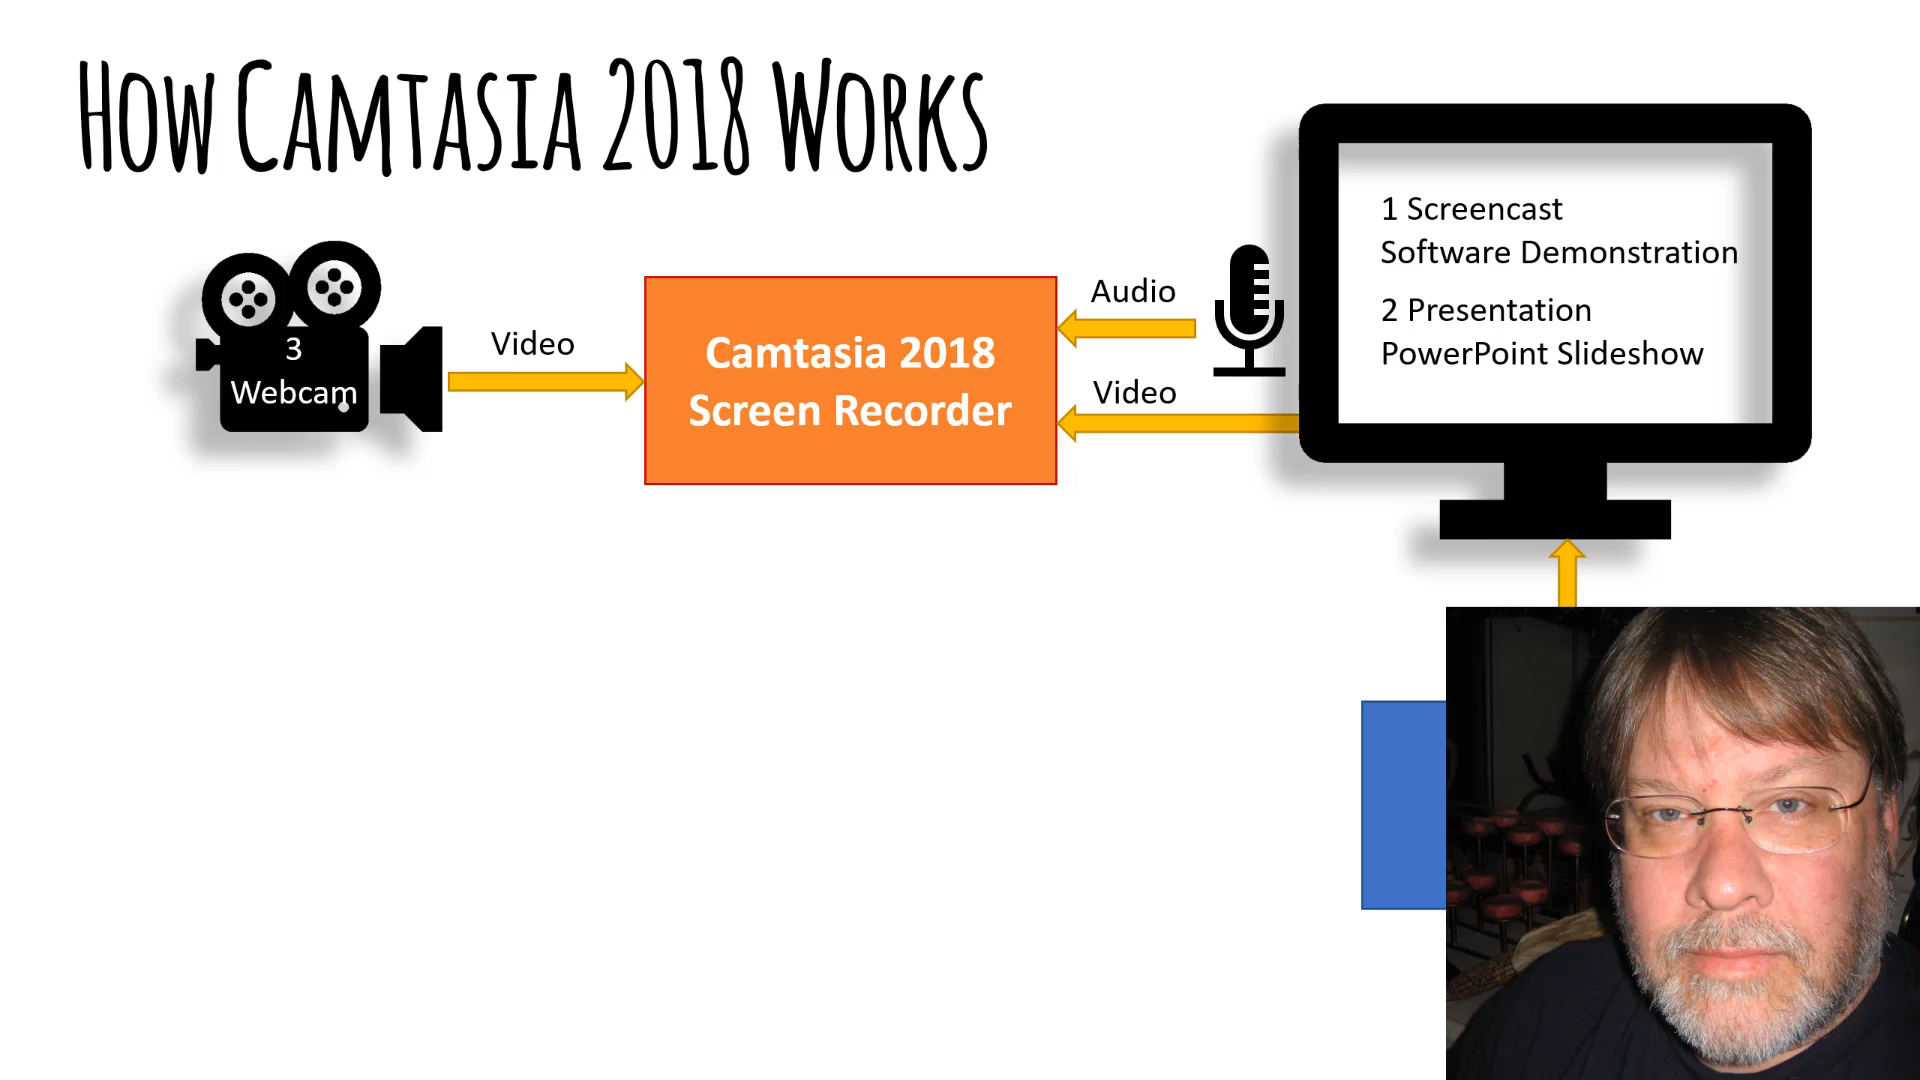 How Camtasia 2018 Works
3
Webcam
Video
Camtasia 2018
Screen Recorder
Audio
Video
1 Screencast
Software Demonstration
2 Presentation
PowerPoint Slideshow